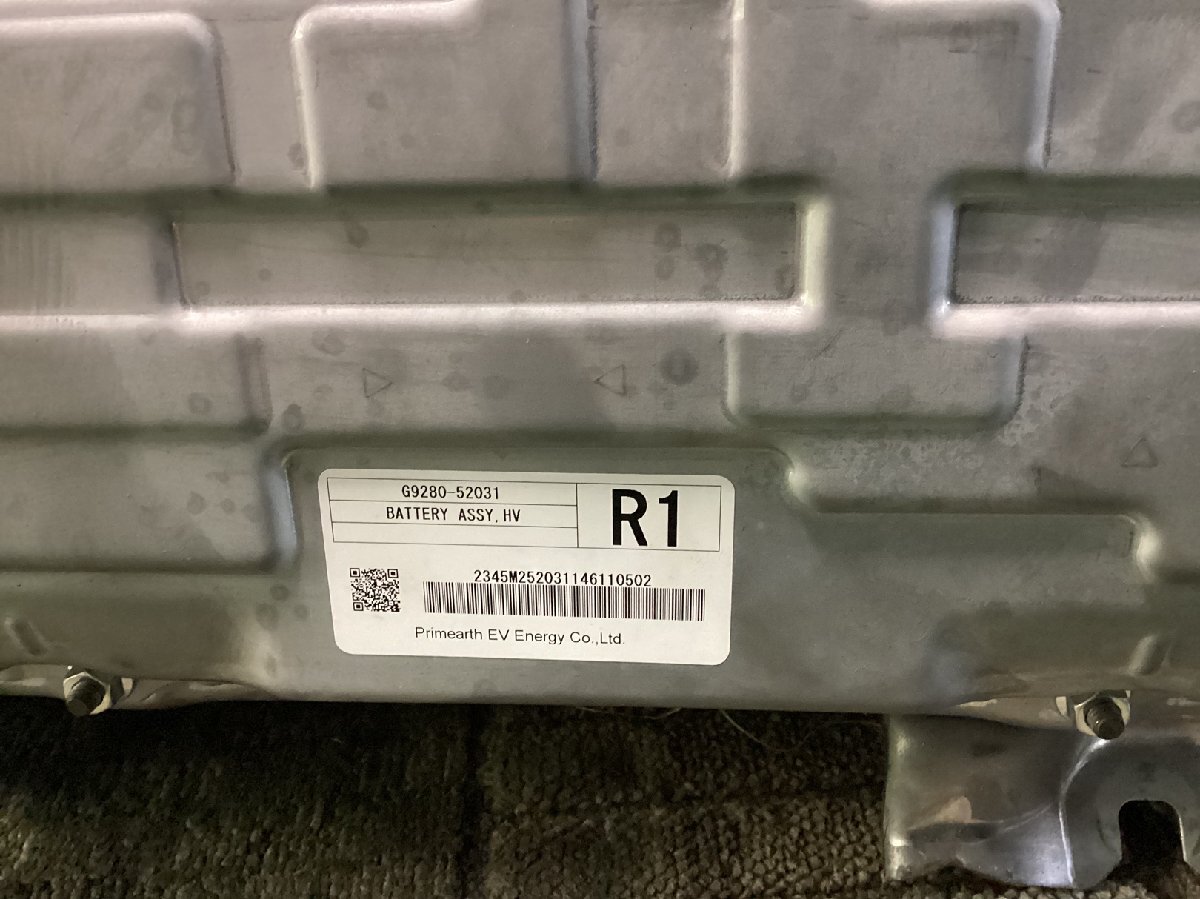 G9280-52031
BATTERY ASSY,HV
R1
2345M252031146110502
Primearth EV Energy Co.,Ltd.